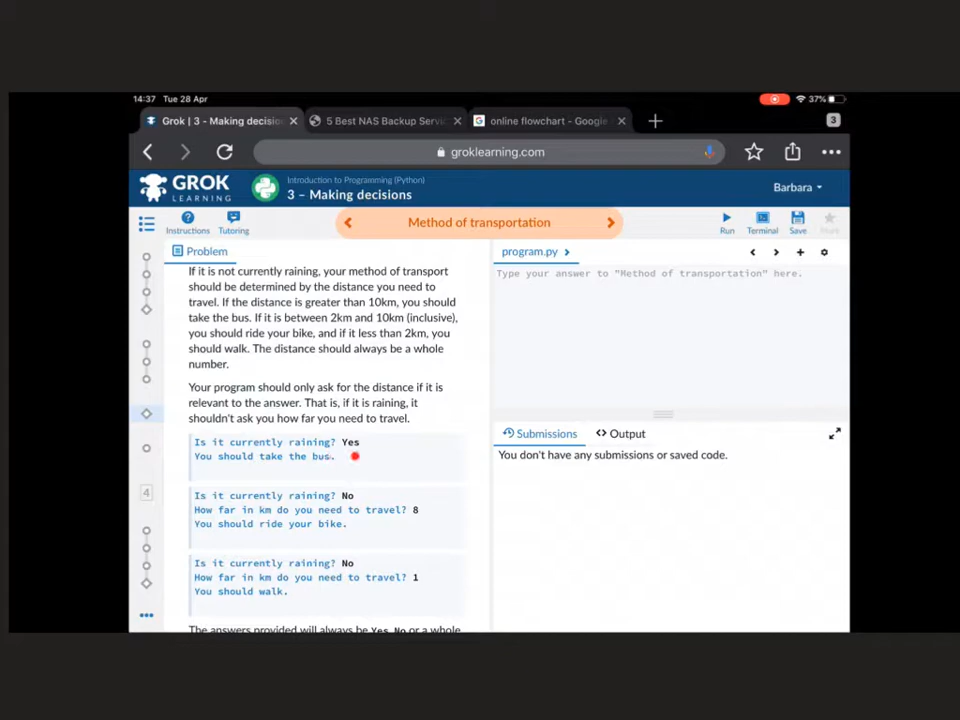 14:37 Tue 28 Apr
37%
Grok | 3 - Making decisio
5 Best NAS Backup Servi
online flowchart - Google
3
groklearning.com
GROK
LEARNING
Introduction to Programming (Python)
3 – Making decisions
Barbara
Instructions
Tutoring
Method of transportation
Run
Terminal
Save
Problem
program.py
If it is not currently raining, your method of transport
should be determined by the distance you need to
travel. If the distance is greater than 10km, you should
take the bus. If it is between 2km and 10km (inclusive),
you should ride your bike, and if it less than 2km, you
should walk. The distance should always be a whole
number.
Your program should only ask for the distance if it is
relevant to the answer. That is, if it is raining, it
shouldn't ask you how far you need to travel.
Is it currently raining? Yes
You should take the bus.
Is it currently raining? No
How far in km do you need to travel? 8
You should ride your bike.
Is it currently raining? No
How far in km do you need to travel? 1
You should walk.
The answers provided will always be Yes No or a whole
4
Type your answer to "Method of transportation" here.
Submissions
Output
You don't have any submissions or saved code.